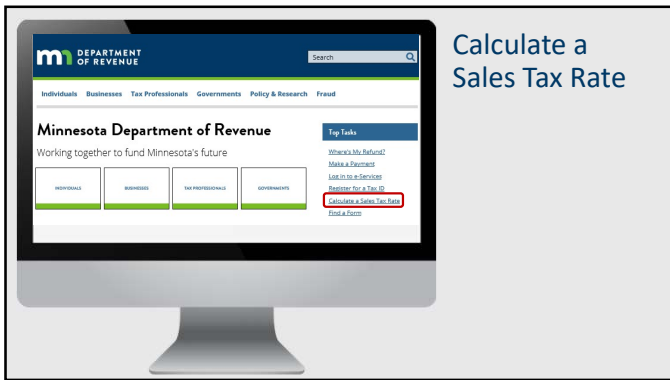 Calculate a
Sales Tax Rate
DEPARTMENT
OF REVENUE
Search
Individuals Businesses Tax Professionals Governments Policy & Research Fraud
Minnesota Department of Revenue
Working together to fund Minnesota's future
INDIVIDUALS BUSINESSES TAX PROFESSIONALS GOVERNMENTS
Top Tasks
Where's My Refund?
Make a Payment
Log in to e-Services
Register for a Tax ID
Calculate a Sales Tax Rate
Find a Form